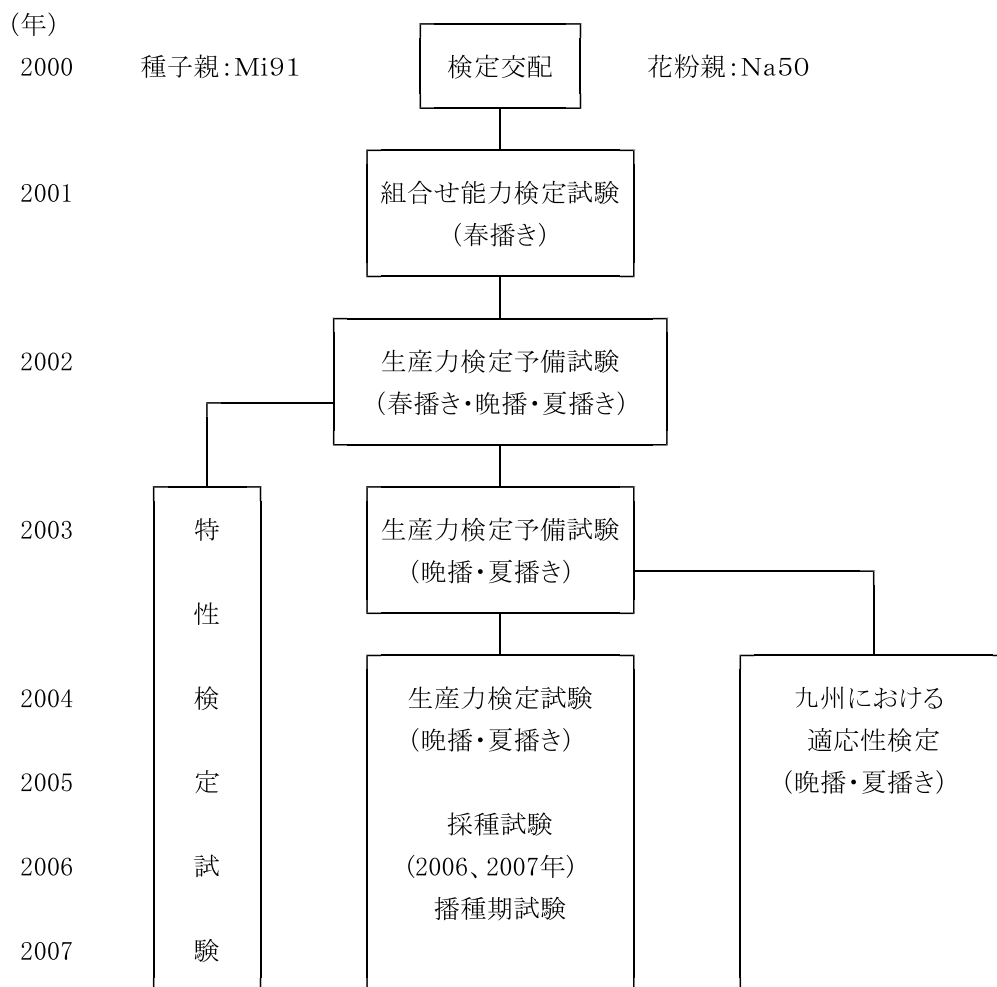 （年）
2000 種子親：Mi91 検定交配 花粉親：Na50
2001 組合せ能力検定試験
（春播き）
2002 生産力検定予備試験
（春播き・晩播・夏播き）
2003 特 生産力検定予備試験
（晩播・夏播き）
性
2004 検 生産力検定試験 九州における
（晩播・夏播き） 適応性検定
2005 定 （晩播・夏播き）
採種試験
2006 試 （2006、2007年）
播種期試験
2007 験